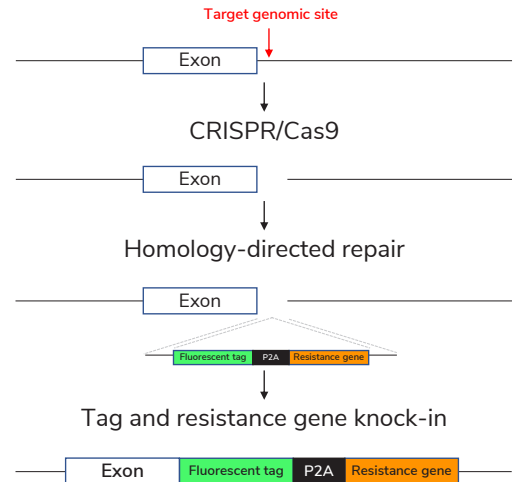 Target genomic site
Exon
CRISPR/Cas9
Exon
Homology-directed repair
Exon
Fluorescent tag P2A Resistance gene
Tag and resistance gene knock-in
Exon Fluorescent tag P2A Resistance gene